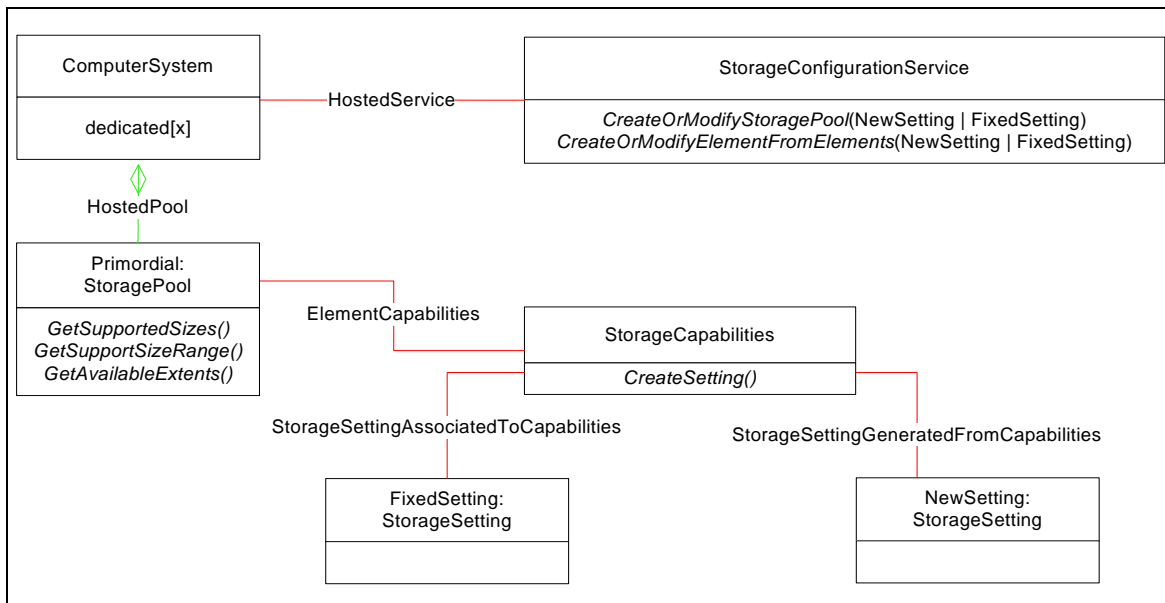 ComputerSystem
dedicated[x]
HostedService
StorageConfigurationService
CreateOrModifyStoragePool(NewSetting | FixedSetting)
CreateOrModifyElementFromElements(NewSetting | FixedSetting)
HostedPool
Primordial:
StoragePool
GetSupportedSizes()
GetSupportSizeRange()
GetAvailableExtents()
ElementCapabilities
StorageCapabilities
CreateSetting()
StorageSettingAssociatedToCapabilities
StorageSettingGeneratedFromCapabilities
FixedSetting:
StorageSetting
NewSetting:
StorageSetting